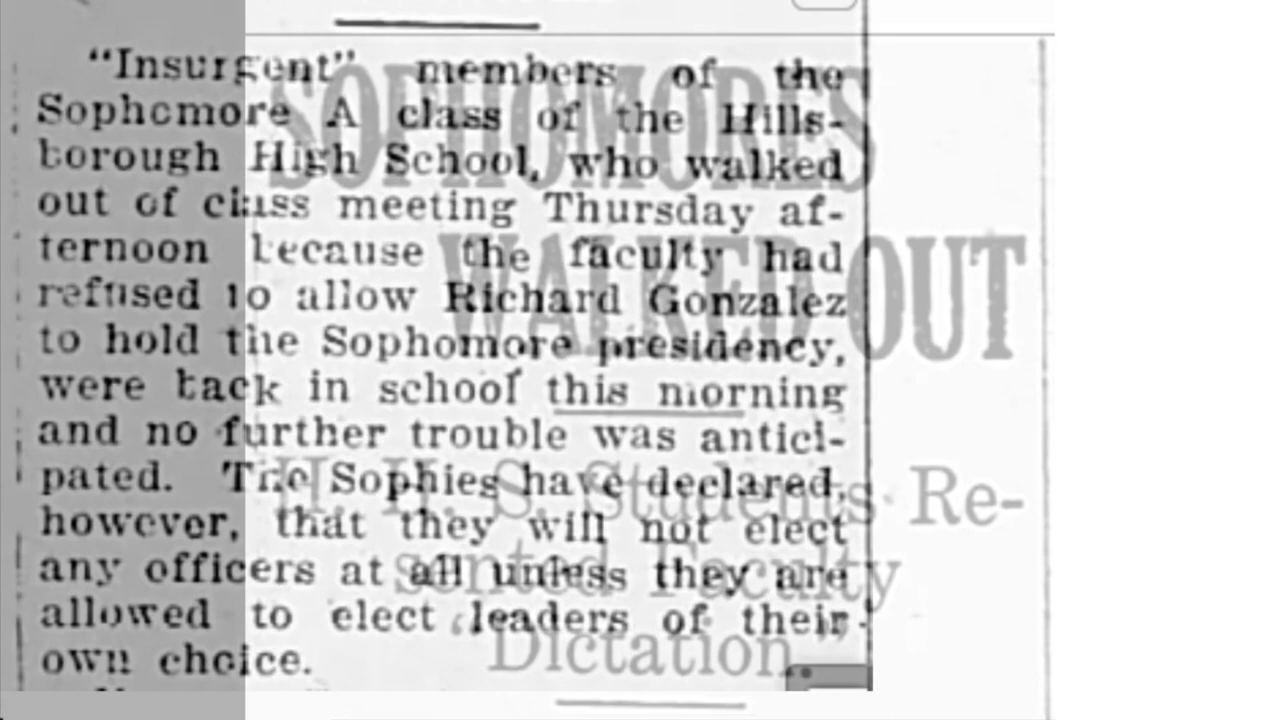 "Insurgent" members of the
Sophomore A class of the Hills-
borough High School, who walked
out of class meeting Thursday af-
ternoon because the faculty had
refused to allow Richard Gonzalez
to hold the Sophomore presidency,
were back in school this morning
and no further trouble was antici-
pated. The Sophies have declared,
however, that they will not elect
any officers at all unless they are
allowed to elect leaders of their
own choice.
SOPHOMORES
WALKED OUT
H. H. S. Students Re-
sented Faculty
"Dictation."